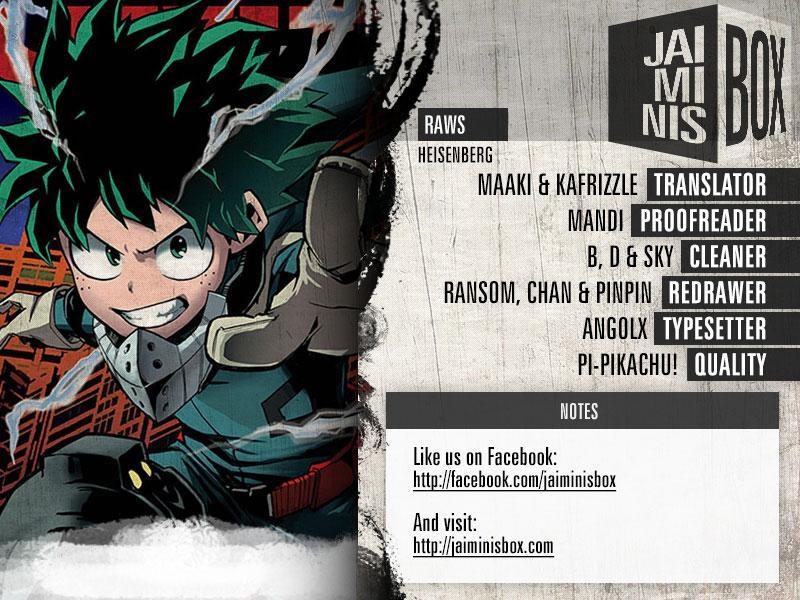 JAI
MI
NIS
BOX
RAWS
HEISENBERG
MAAKI & KAFRIZZLE TRANSLATOR
MANDI PROOFREADER
B, D & SKY CLEANER
RANSOM, CHAN & PINPIN REDRAWER
ANGOLX TYPESETTER
PI-PIKACHU! QUALITY
NOTES
Like us on Facebook:
http://facebook.com/jaiminisbox
And visit:
http://jaiminisbox.com